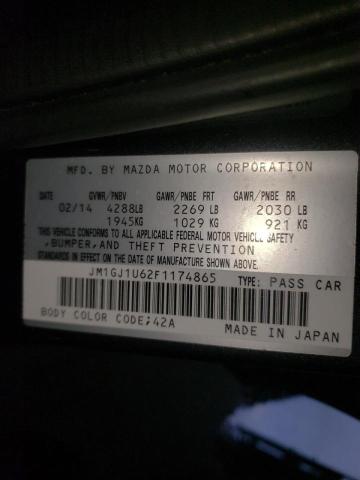 MFD. BY MAZDA MOTOR CORPORATION
DATE GVWR/PNBV GAWR/PNBE FRT GAWR/PNBE RR
02/14 4288LB 2269 LB 2030 LB
1945KG 1029 KG 921 KG
THIS VEHICLE CONFORMS TO ALL APPLICABLE FEDERAL MOTOR VEHICLE SAFETY
, BUMPER, AND THEFT PREVENTION
STANDARDS IN EFFECT ON THE DATE OF MANUFACTURE SHOWN ABOVE.
JM1GJ1U62F1174865 TYPE: PASS CAR
BODY COLOR CODE;42A MADE IN JAPAN